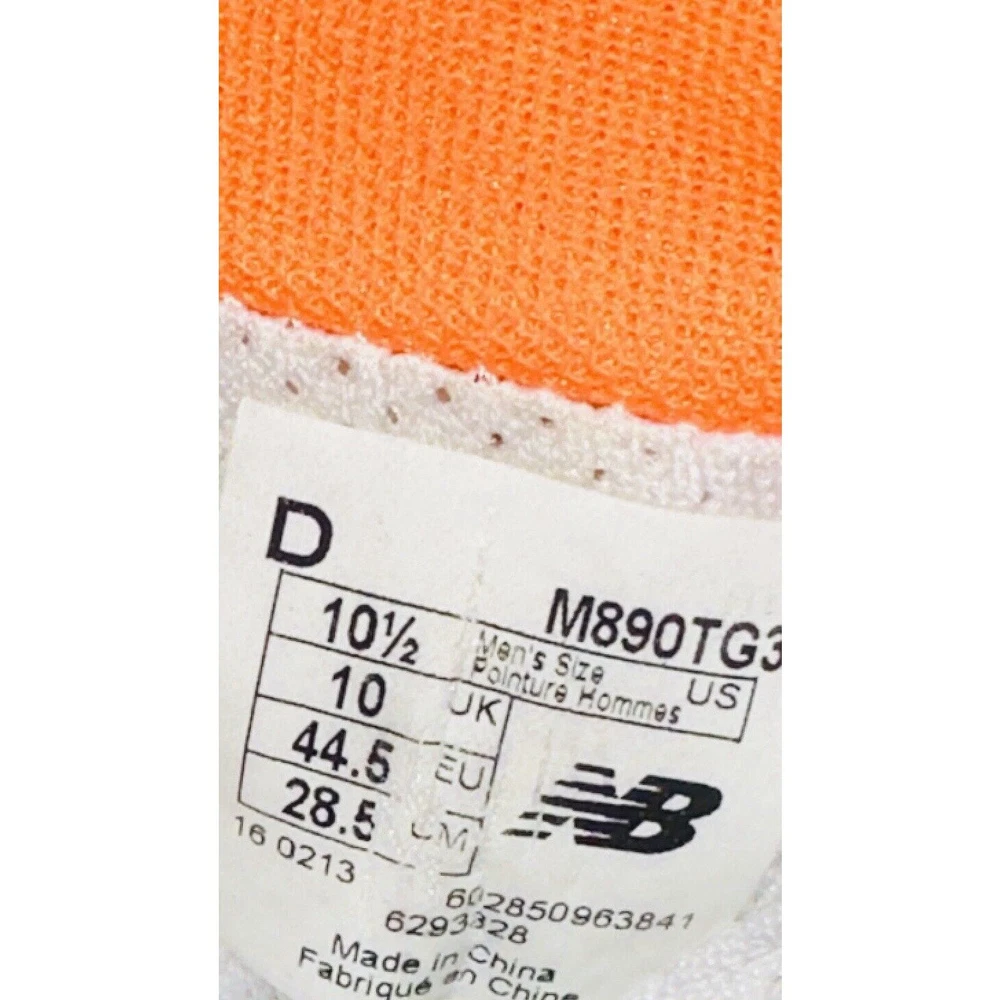 D
M890TG3
10½ Men's Size US
Pointure Hommes
10 UK
44.5 EU
28.5 CM
NB
16 0213
602850963841
6293328
Made in China
Fabriqué en Chine